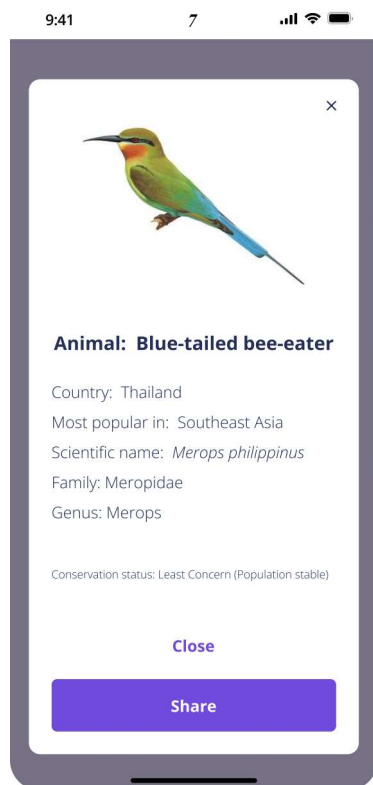 9:41
7
Animal: Blue-tailed bee-eater
Country: Thailand
Most popular in: Southeast Asia
Scientific name: Merops philippinus
Family: Meropidae
Genus: Merops
Conservation status: Least Concern (Population stable)
Close
Share